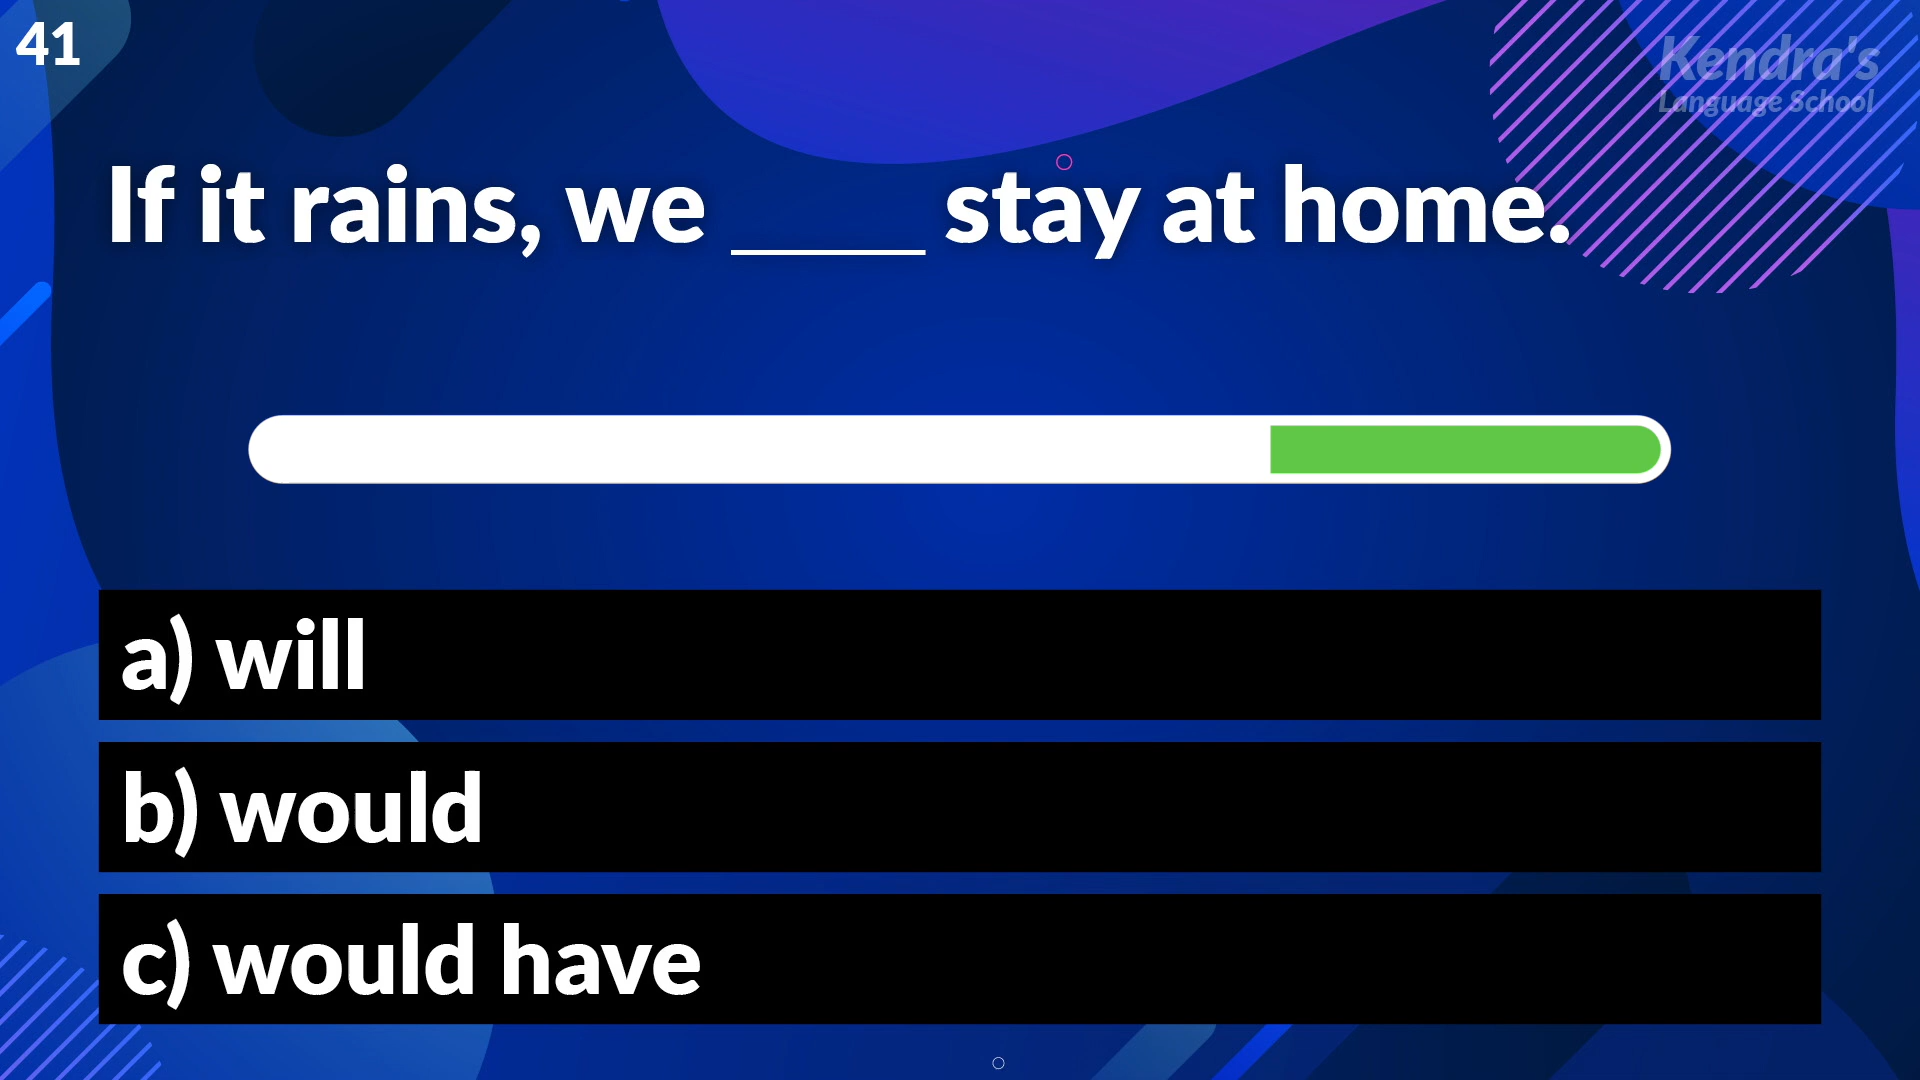 41
Kendra's
Language School
If it rains, we ____ stay at home.
a) will
b) would
c) would have